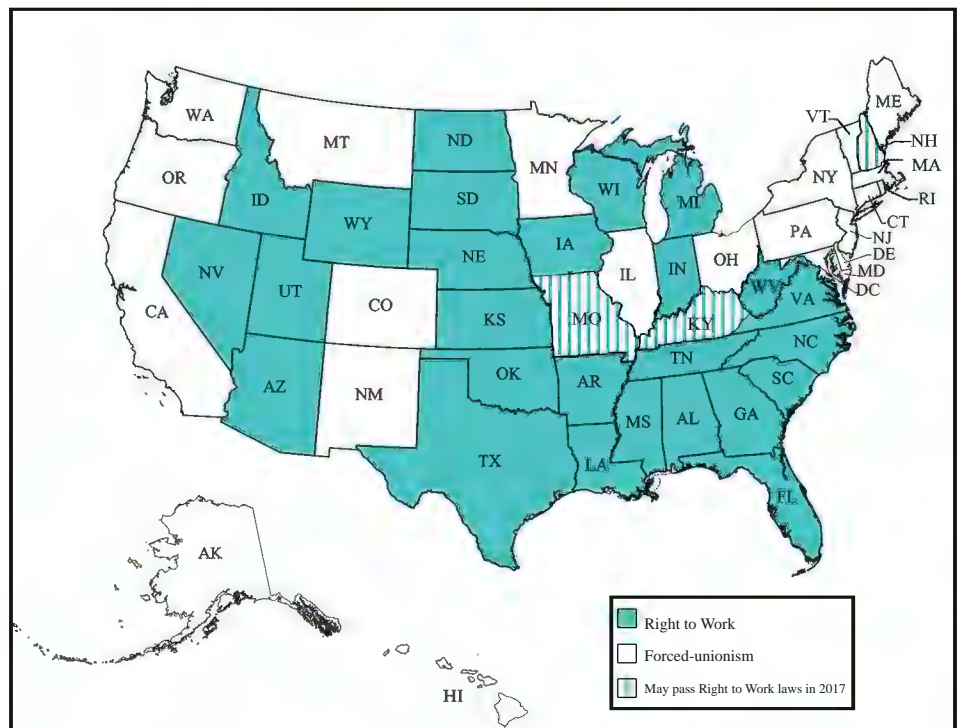 WA
MT
ND
MN
ME
VT
NH
MA
OR
ID
SD
WI
MI
NY
RI
WY
CT
IA
PA
NJ
NE
DE
NV
IL
IN
OH
MD
UT
WV
DC
CA
CO
VA
KS
MO
KY
NC
TN
AZ
OK
AR
SC
NM
MS
AL
GA
TX
LA
FL
AK
HI
Right to Work
Forced-unionism
May pass Right to Work laws in 2017